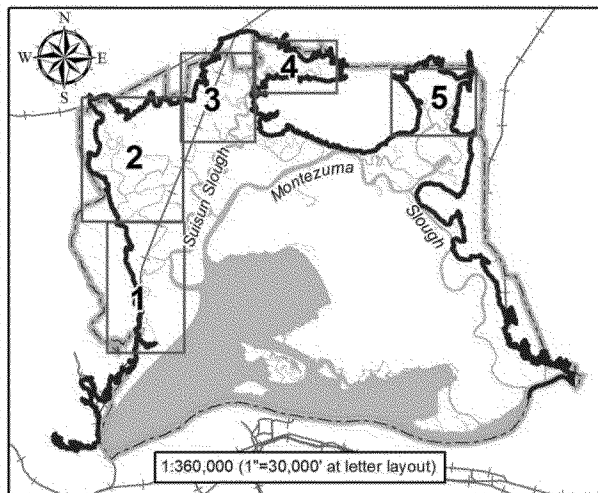 N
W E
S
4
3
5
2
Suisun Slough
Montezuma
Slough
1
1:360,000 (1"=30,000' at letter layout)